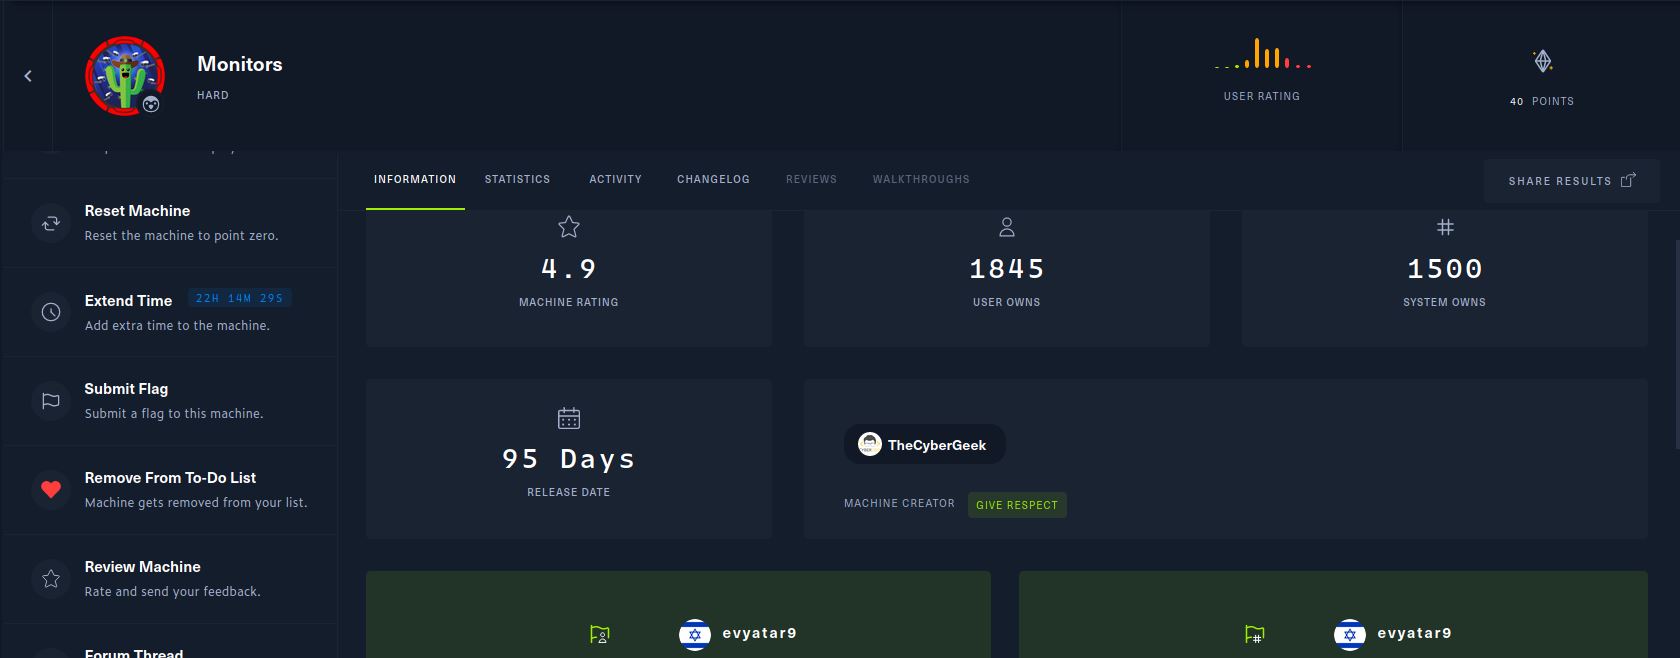 Monitors
HARD
USER RATING
40 POINTS
INFORMATION STATISTICS ACTIVITY CHANGELOG REVIEWS WALKTHROUGHS
SHARE RESULTS
Reset Machine
Reset the machine to point zero.
Extend Time 22H 14M 29S
Add extra time to the machine.
Submit Flag
Submit a flag to this machine.
Remove From To-Do List
Machine gets removed from your list.
Review Machine
Rate and send your feedback.
Forum Thread
4.9
MACHINE RATING
1845
USER OWNS
1500
SYSTEM OWNS
95 Days
RELEASE DATE
TheCyberGeek
MACHINE CREATOR GIVE RESPECT
evyatar9
evyatar9